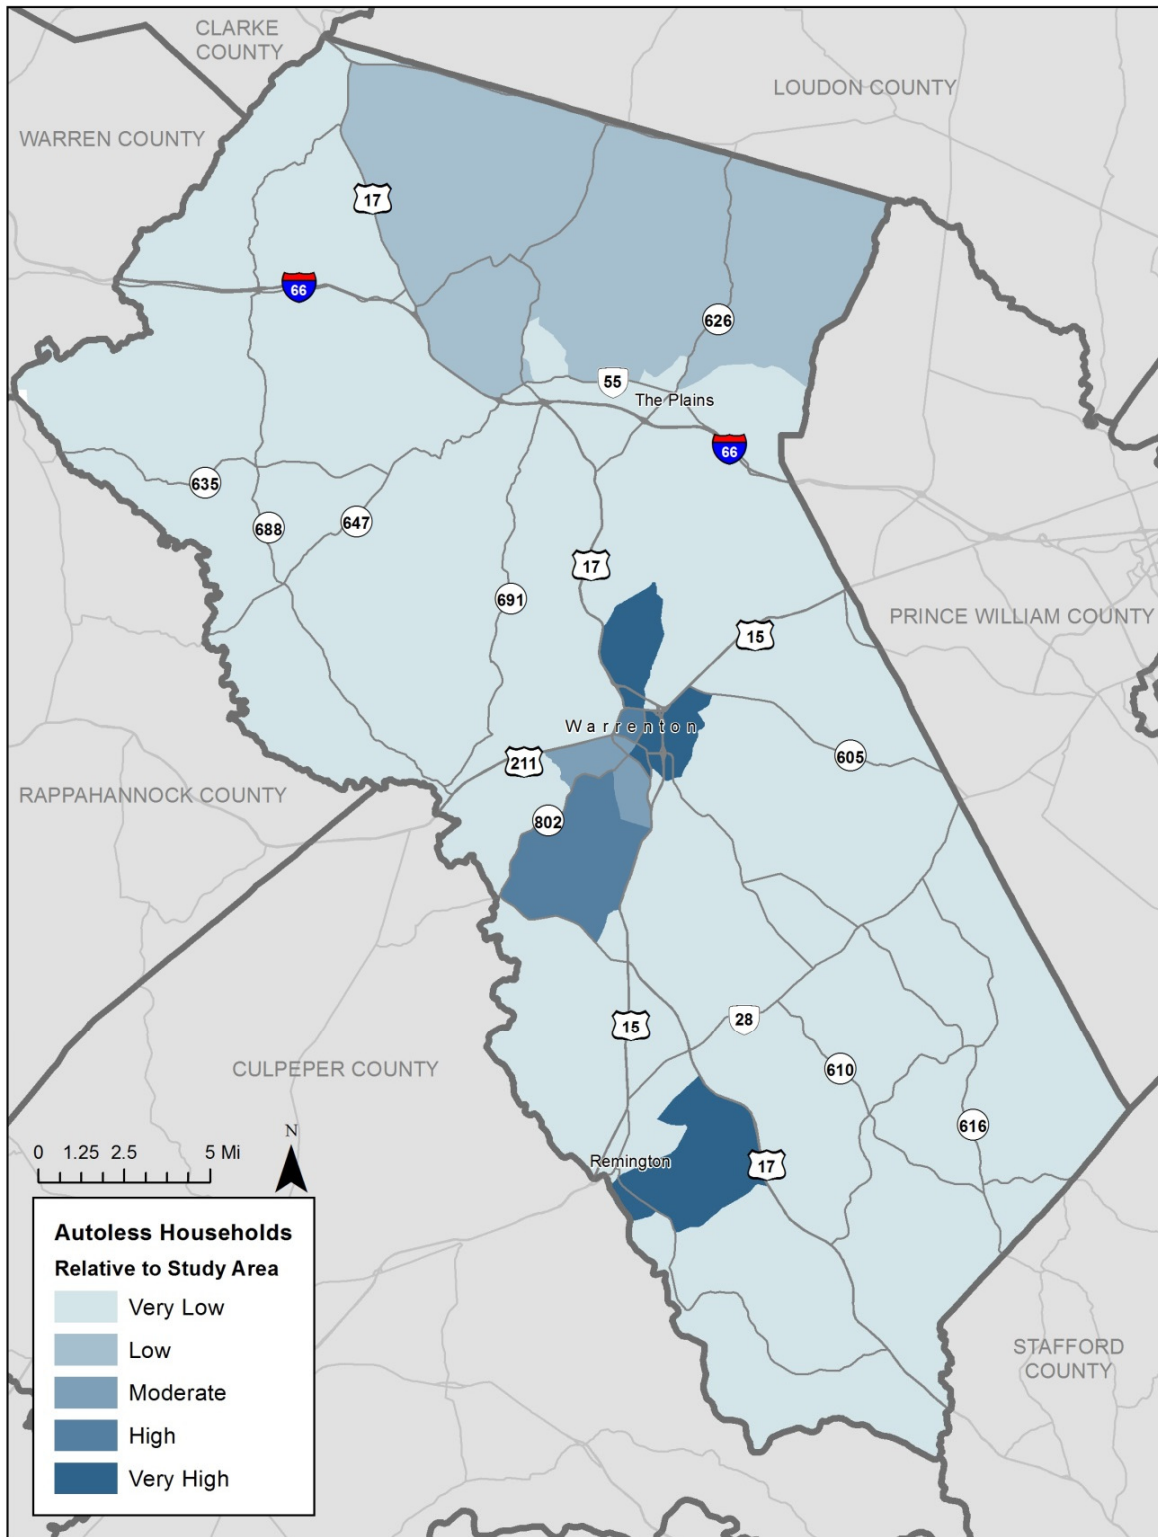 CLARKE
COUNTY
LOUDON COUNTY
WARREN COUNTY
17
66
626
55
The Plains
66
635
688
647
17
691
PRINCE WILLIAM COUNTY
15
Warrenton
211
605
RAPPAHANNOCK COUNTY
802
28
15
CULPEPER COUNTY
610
616
Remington
17
N
0 1.25 2.5 5 Mi
STAFFORD
COUNTY
Autoless Households
Relative to Study Area
Very Low
Low
Moderate
High
Very High